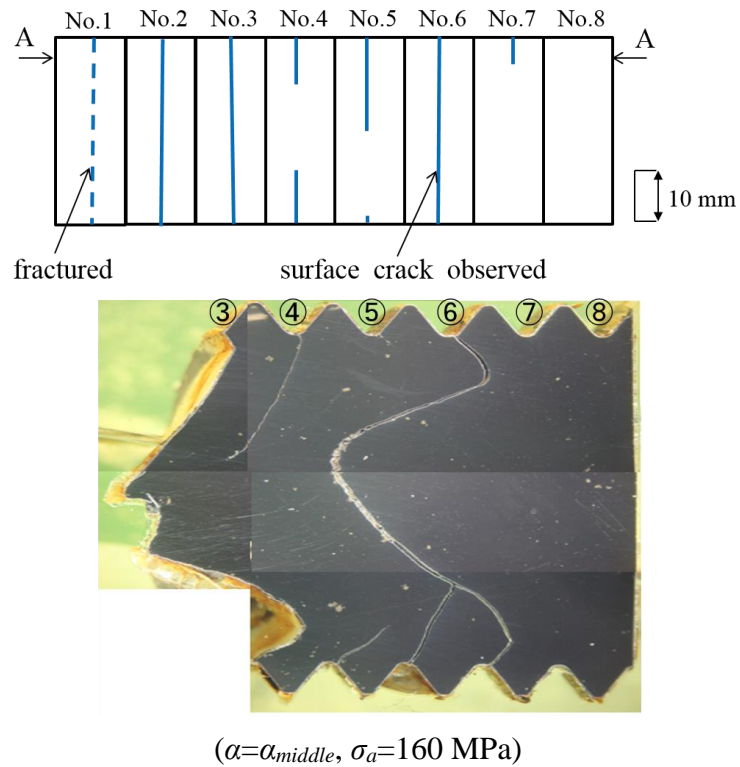 No.1 No.2 No.3 No.4 No.5 No.6 No.7 No.8
A A
10 mm
fractured surface crack observed
③ ④ ⑤ ⑥ ⑦ ⑧
(α=αmiddle, σa=160 MPa)